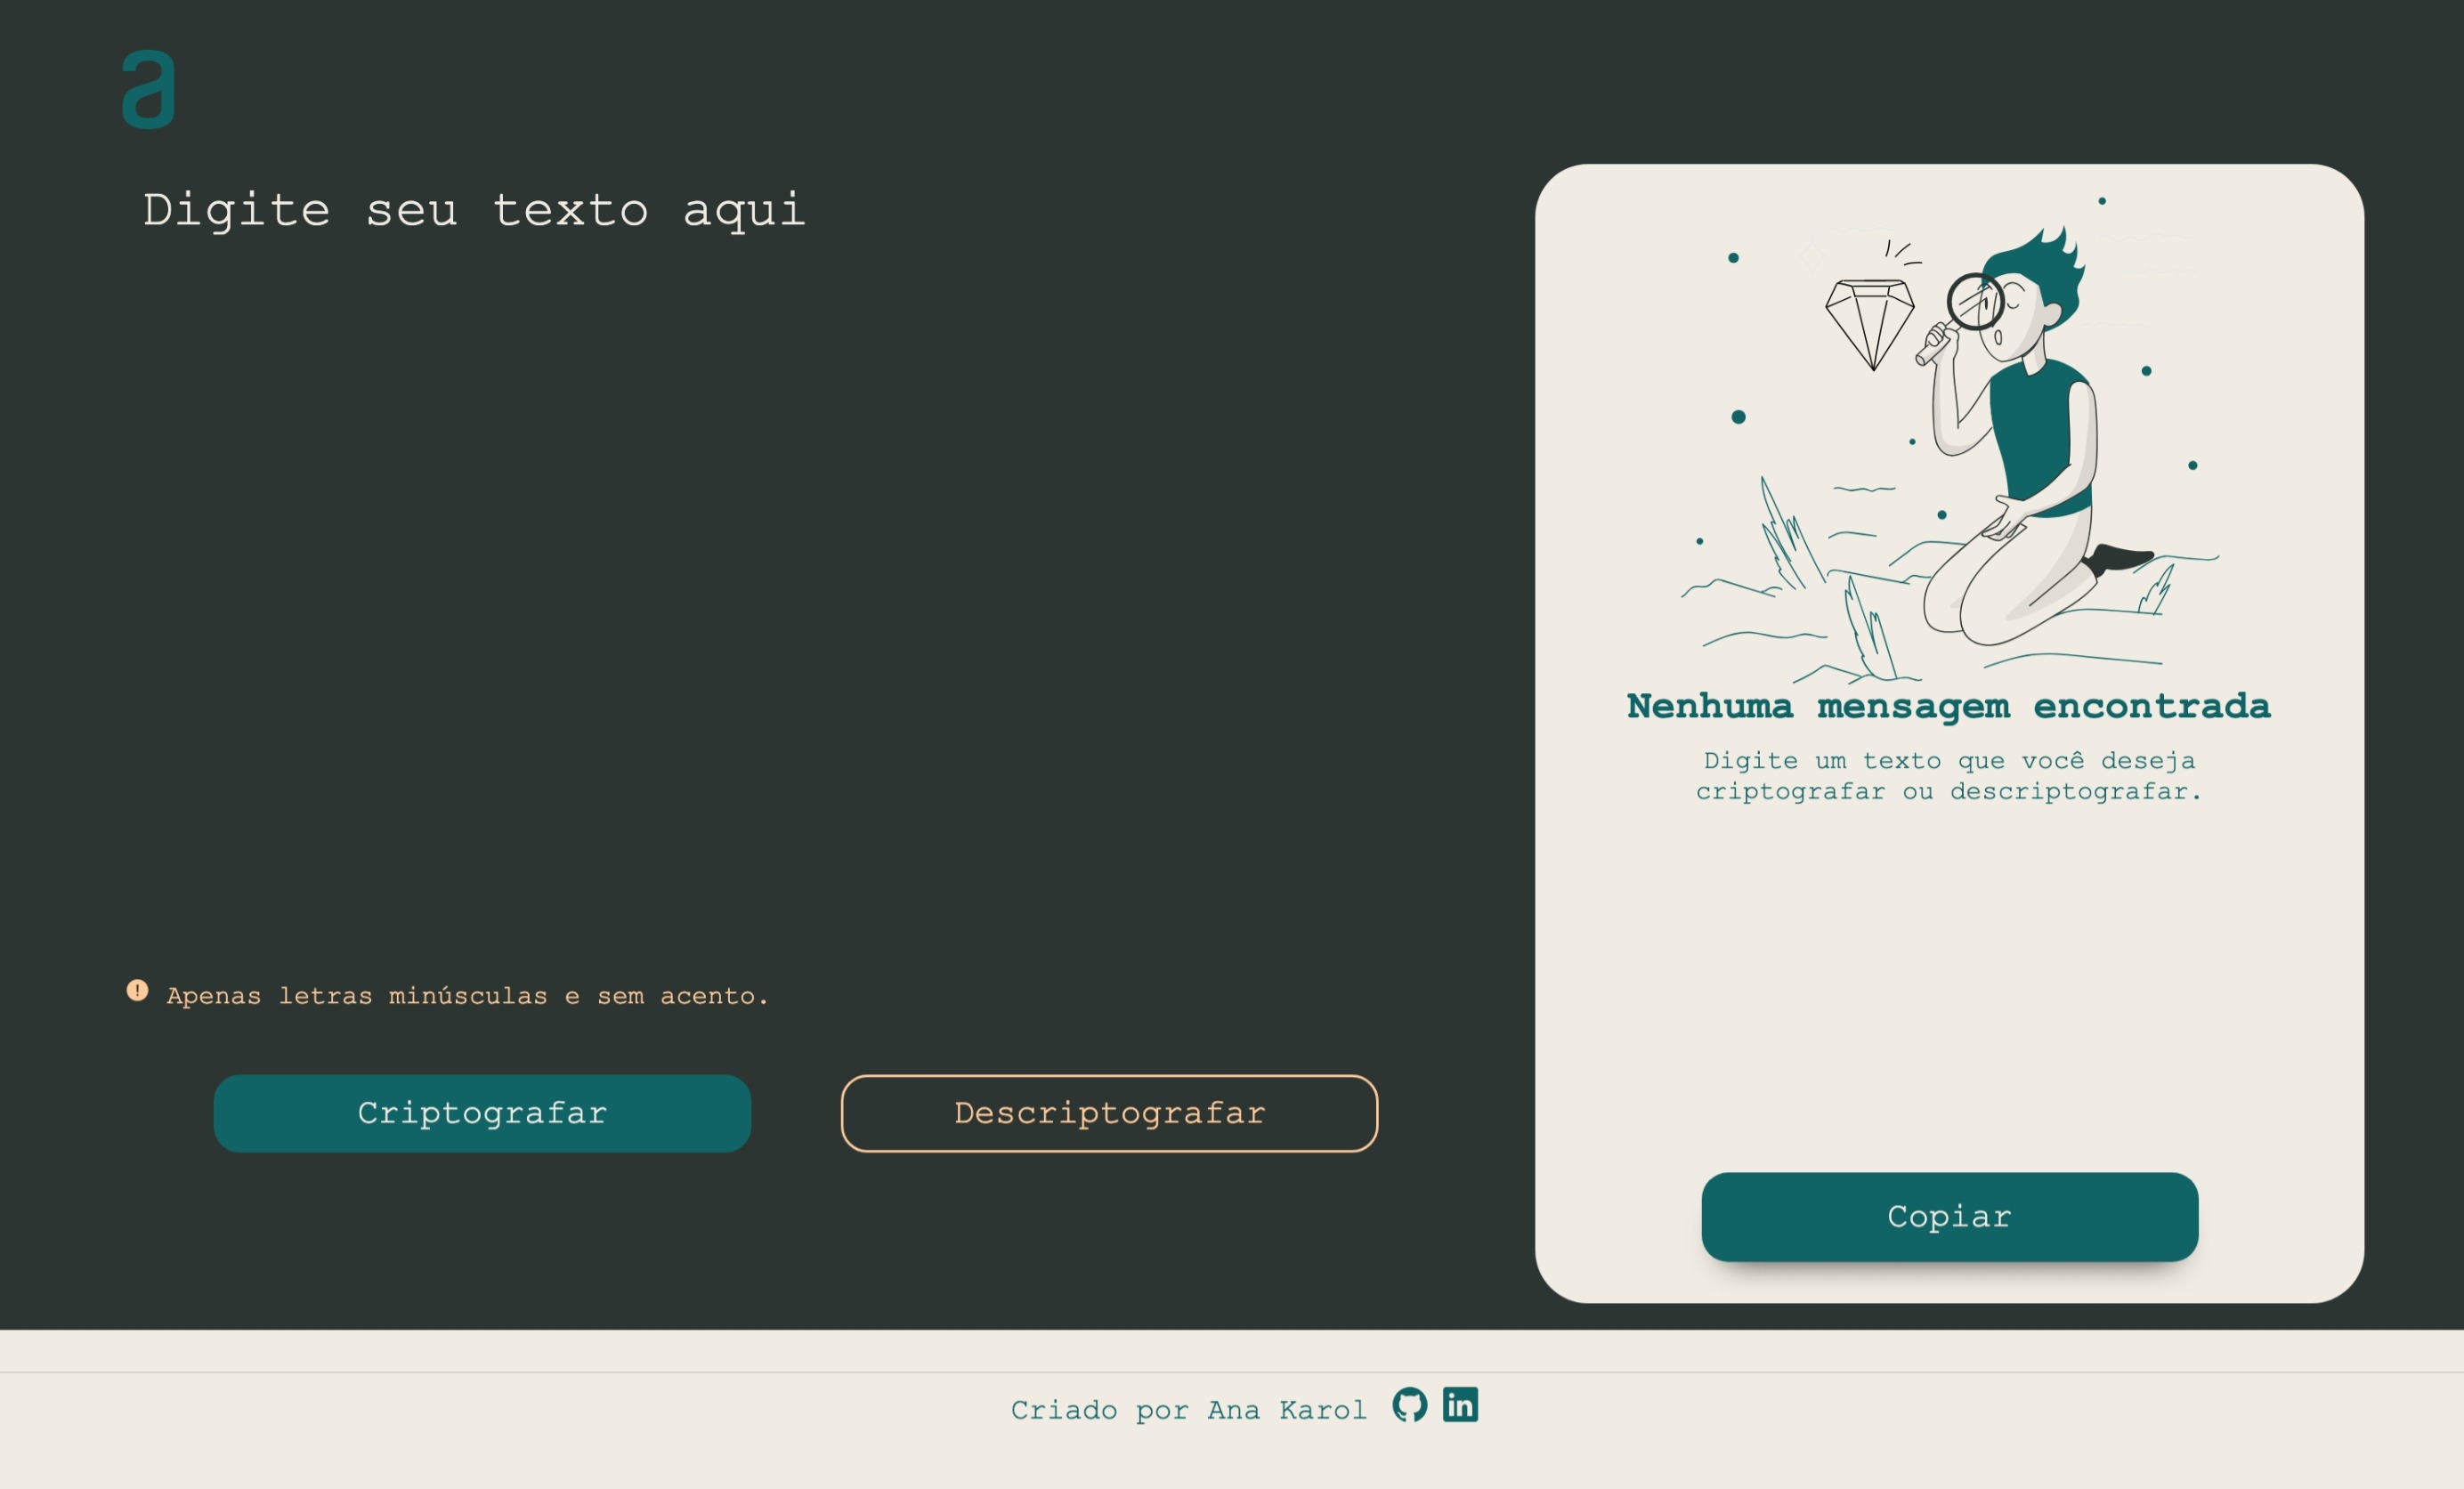 a
Digite seu texto aqui
Apenas letras minúsculas e sem acento.
Criptografar
Descriptografar
Nenhuma mensagem encontrada
Digite um texto que você deseja
criptografar ou descriptografar.
Copiar
Criado por Ana Karol
in